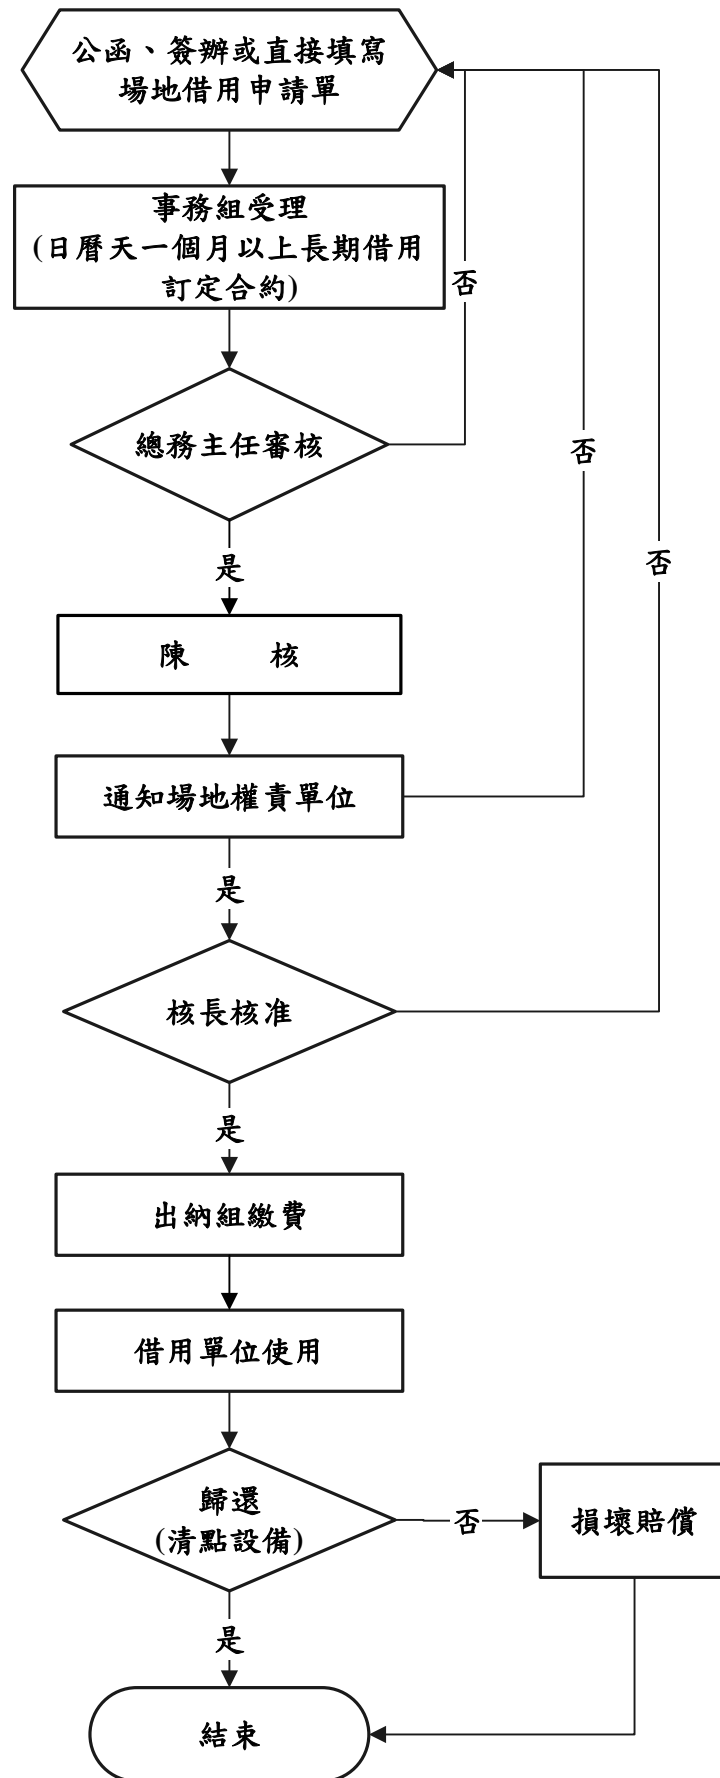 公函、簽辦或直接填寫
場地借用申請單
事務組受理
(日曆天一個月以上長期借用
訂定合約)
否
總務主任審核
否
是
否
陳 核
通知場地權責單位
是
核長核准
是
出納組繳費
借用單位使用
歸還
(清點設備)
否
損壞賠償
是
結束